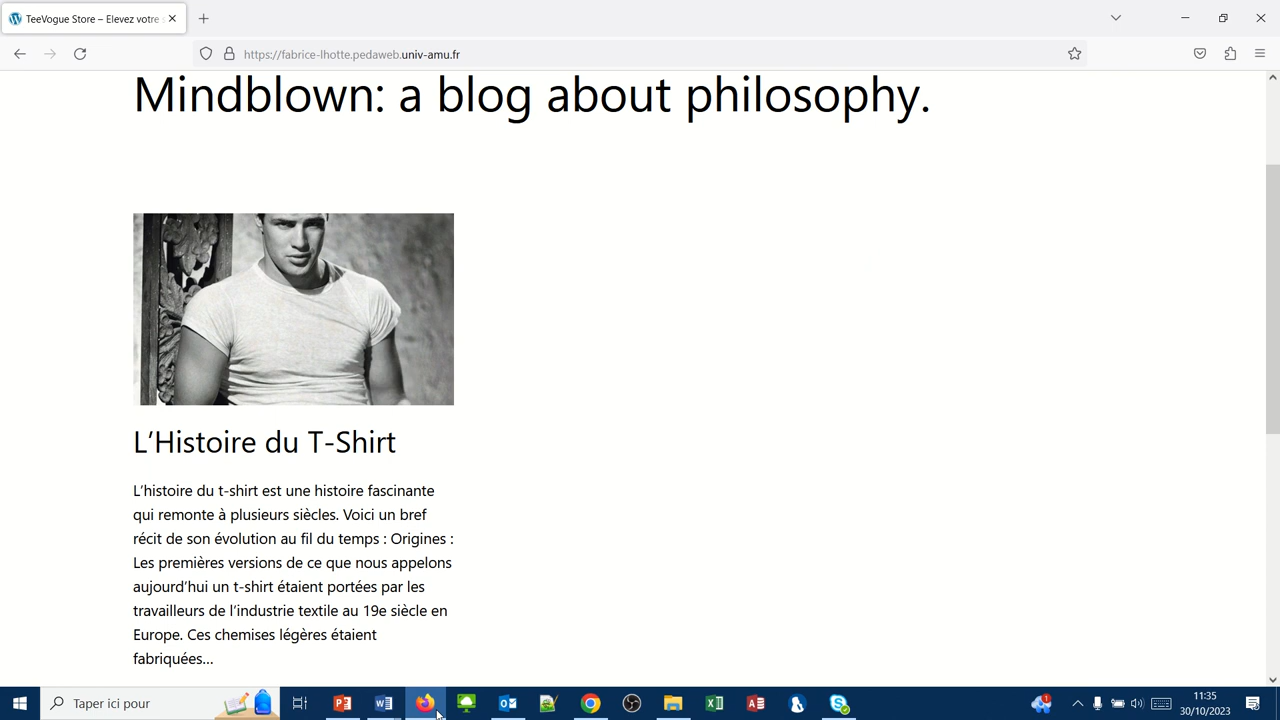 TeeVogue Store – Elevez votre s
https://fabrice-lhotte.pedaweb.univ-amu.fr
Mindblown: a blog about philosophy.
L’Histoire du T-Shirt
L’histoire du t-shirt est une histoire fascinante
qui remonte à plusieurs siècles. Voici un bref
récit de son évolution au fil du temps : Origines :
Les premières versions de ce que nous appelons
aujourd’hui un t-shirt étaient portées par les
travailleurs de l’industrie textile au 19e siècle en
Europe. Ces chemises légères étaient
fabriquées…
Taper ici pour
11:35
30/10/2023